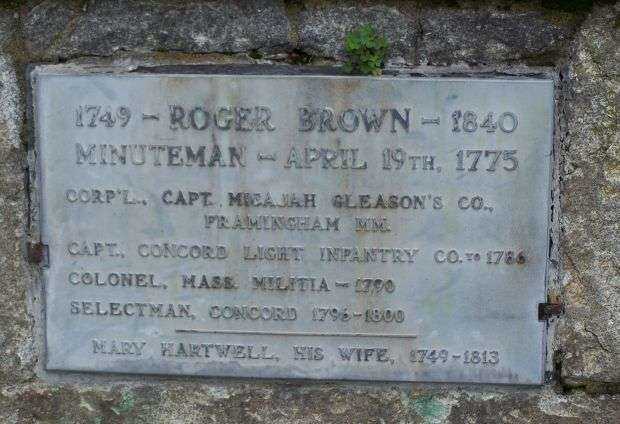 1749 – ROGER BROWN – 1840
MINUTEMAN – APRIL 19TH, 1775
CORP'L., CAPT. MICAJAH GLEASON'S CO.,
FRAMINGHAM MM.
CAPT., CONCORD LIGHT INFANTRY CO. TO 1786
COLONEL, MASS. MILITIA – 1790
SELECTMAN, CONCORD 1796-1800
MARY HARTWELL, HIS WIFE, 1749-1813